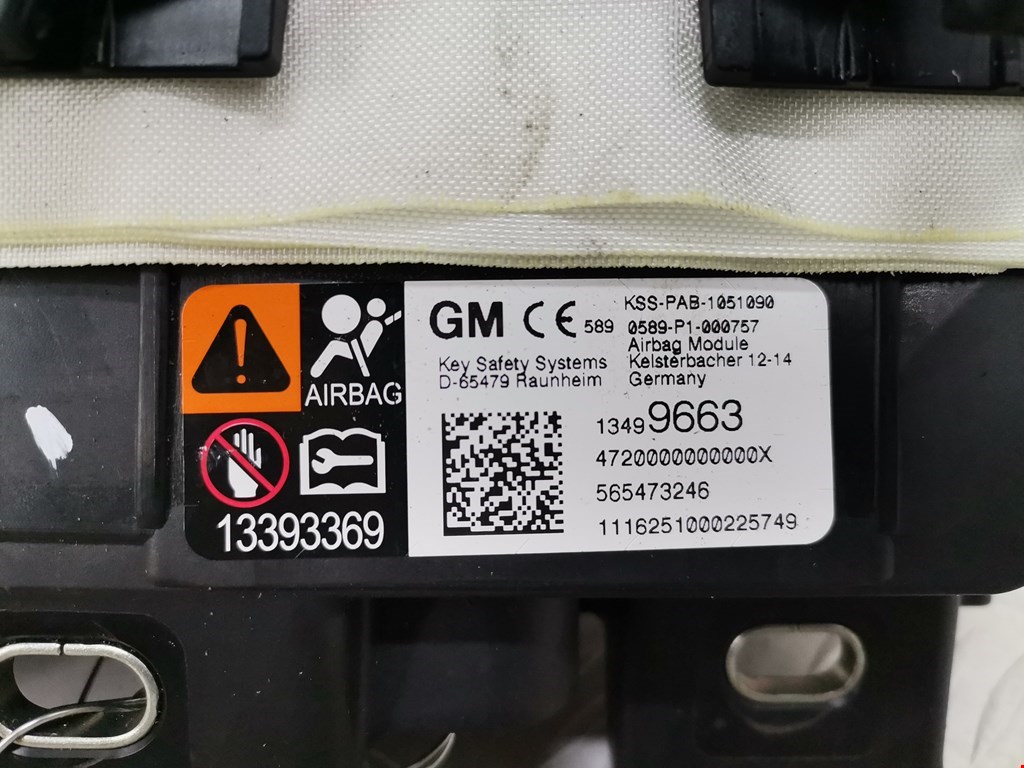 AIRBAG
13393369
GM CE 589
Key Safety Systems
D-65479 Raunheim
KSS-PAB-1051090
0589-P1-000757
Airbag Module
Kelsterbacher 12-14
Germany
13499663
4720000000000X
565473246
1116251000225749